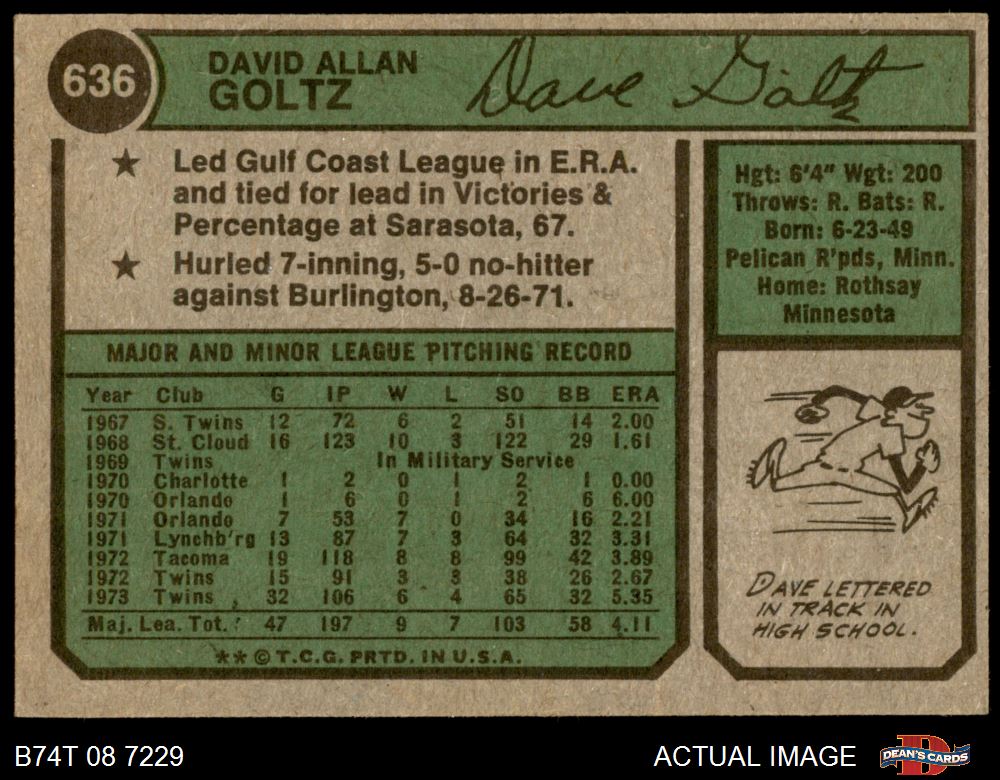 636
DAVID ALLAN
GOLTZ
Dave Goltz
★ Led Gulf Coast League in E.R.A.
and tied for lead in Victories &
Percentage at Sarasota, 67.
★ Hurled 7-inning, 5-0 no-hitter
against Burlington, 8-26-71.
Hgt: 6'4" Wgt: 200
Throws: R. Bats: R.
Born: 6-23-49
Pelican R'pds, Minn.
Home: Rothsay
Minnesota
MAJOR AND MINOR LEAGUE PITCHING RECORD
Year Club G IP W L SO BB ERA
1967 S. Twins 12 72 6 2 51 14 2.00
1968 St. Cloud 16 123 10 3 122 29 1.61
1969 Twins In Military Service
1970 Charlotte 1 2 0 1 2 1 0.00
1970 Orlando 1 6 0 1 2 6 6.00
1971 Orlando 7 53 7 0 34 16 2.21
1971 Lynchb'rg 13 87 7 3 64 32 3.31
1972 Tacoma 19 118 8 8 99 42 3.89
1972 Twins 15 91 3 3 38 26 2.67
1973 Twins 32 106 6 4 65 32 5.35
Maj. Lea. Tot. 47 197 9 7 103 58 4.11
**© T.C.G. PRTD. IN U.S.A.
DAVE LETTERED
IN TRACK IN
HIGH SCHOOL.
B74T 08 7229
ACTUAL IMAGE
DEAN'S CARDS